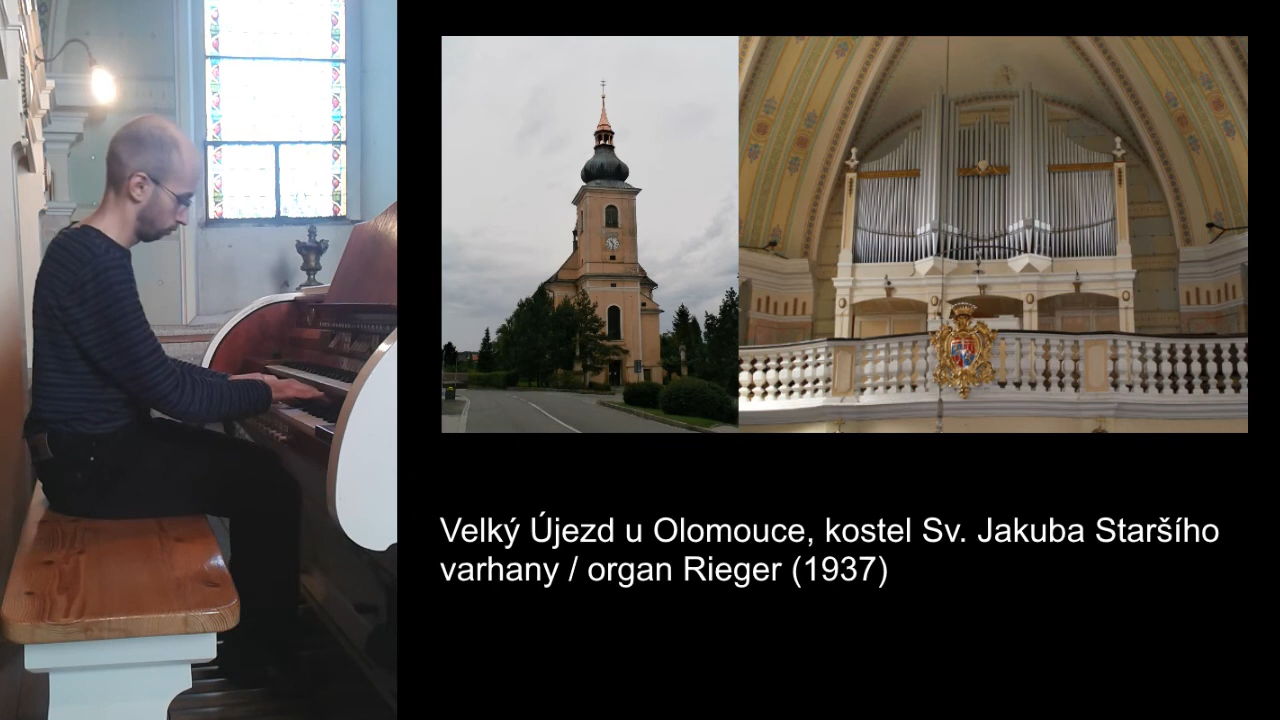 Velký Újezd u Olomouce, kostel Sv. Jakuba Staršího
varhany / organ Rieger (1937)